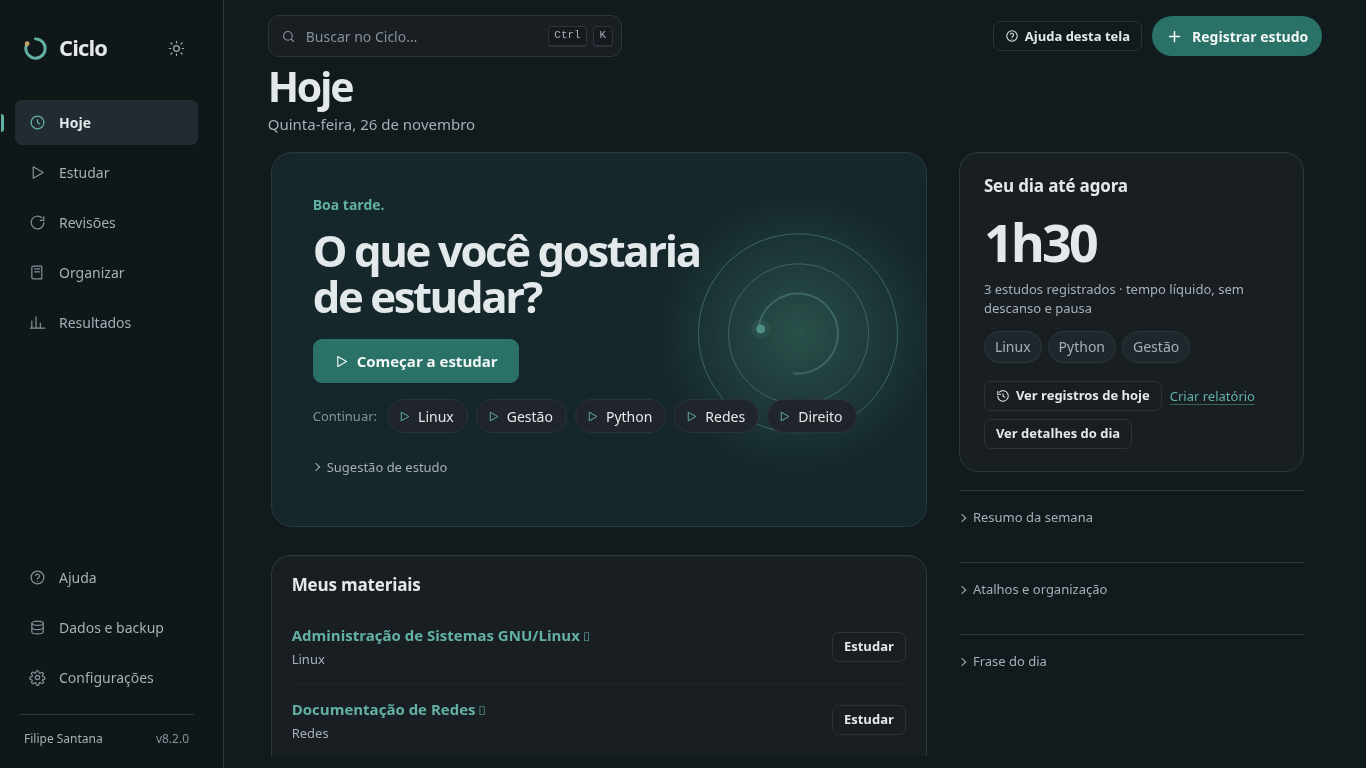 Ciclo
Hoje
Estudar
Revisões
Organizar
Resultados
Ajuda
Dados e backup
Configurações
Filipe Santana
v8.2.0
Buscar no Ciclo...
Ctrl K
Ajuda desta tela
Registrar estudo
Hoje
Quinta-feira, 26 de novembro
Boa tarde.
O que você gostaria
de estudar?
Começar a estudar
Continuar: Linux Gestão Python Redes Direito
Sugestão de estudo
Meus materiais
Administração de Sistemas GNU/Linux
Linux
Estudar
Documentação de Redes
Redes
Estudar
Seu dia até agora
1h30
3 estudos registrados · tempo líquido, sem
descanso e pausa
Linux Python Gestão
Ver registros de hoje Criar relatório
Ver detalhes do dia
Resumo da semana
Atalhos e organização
Frase do dia